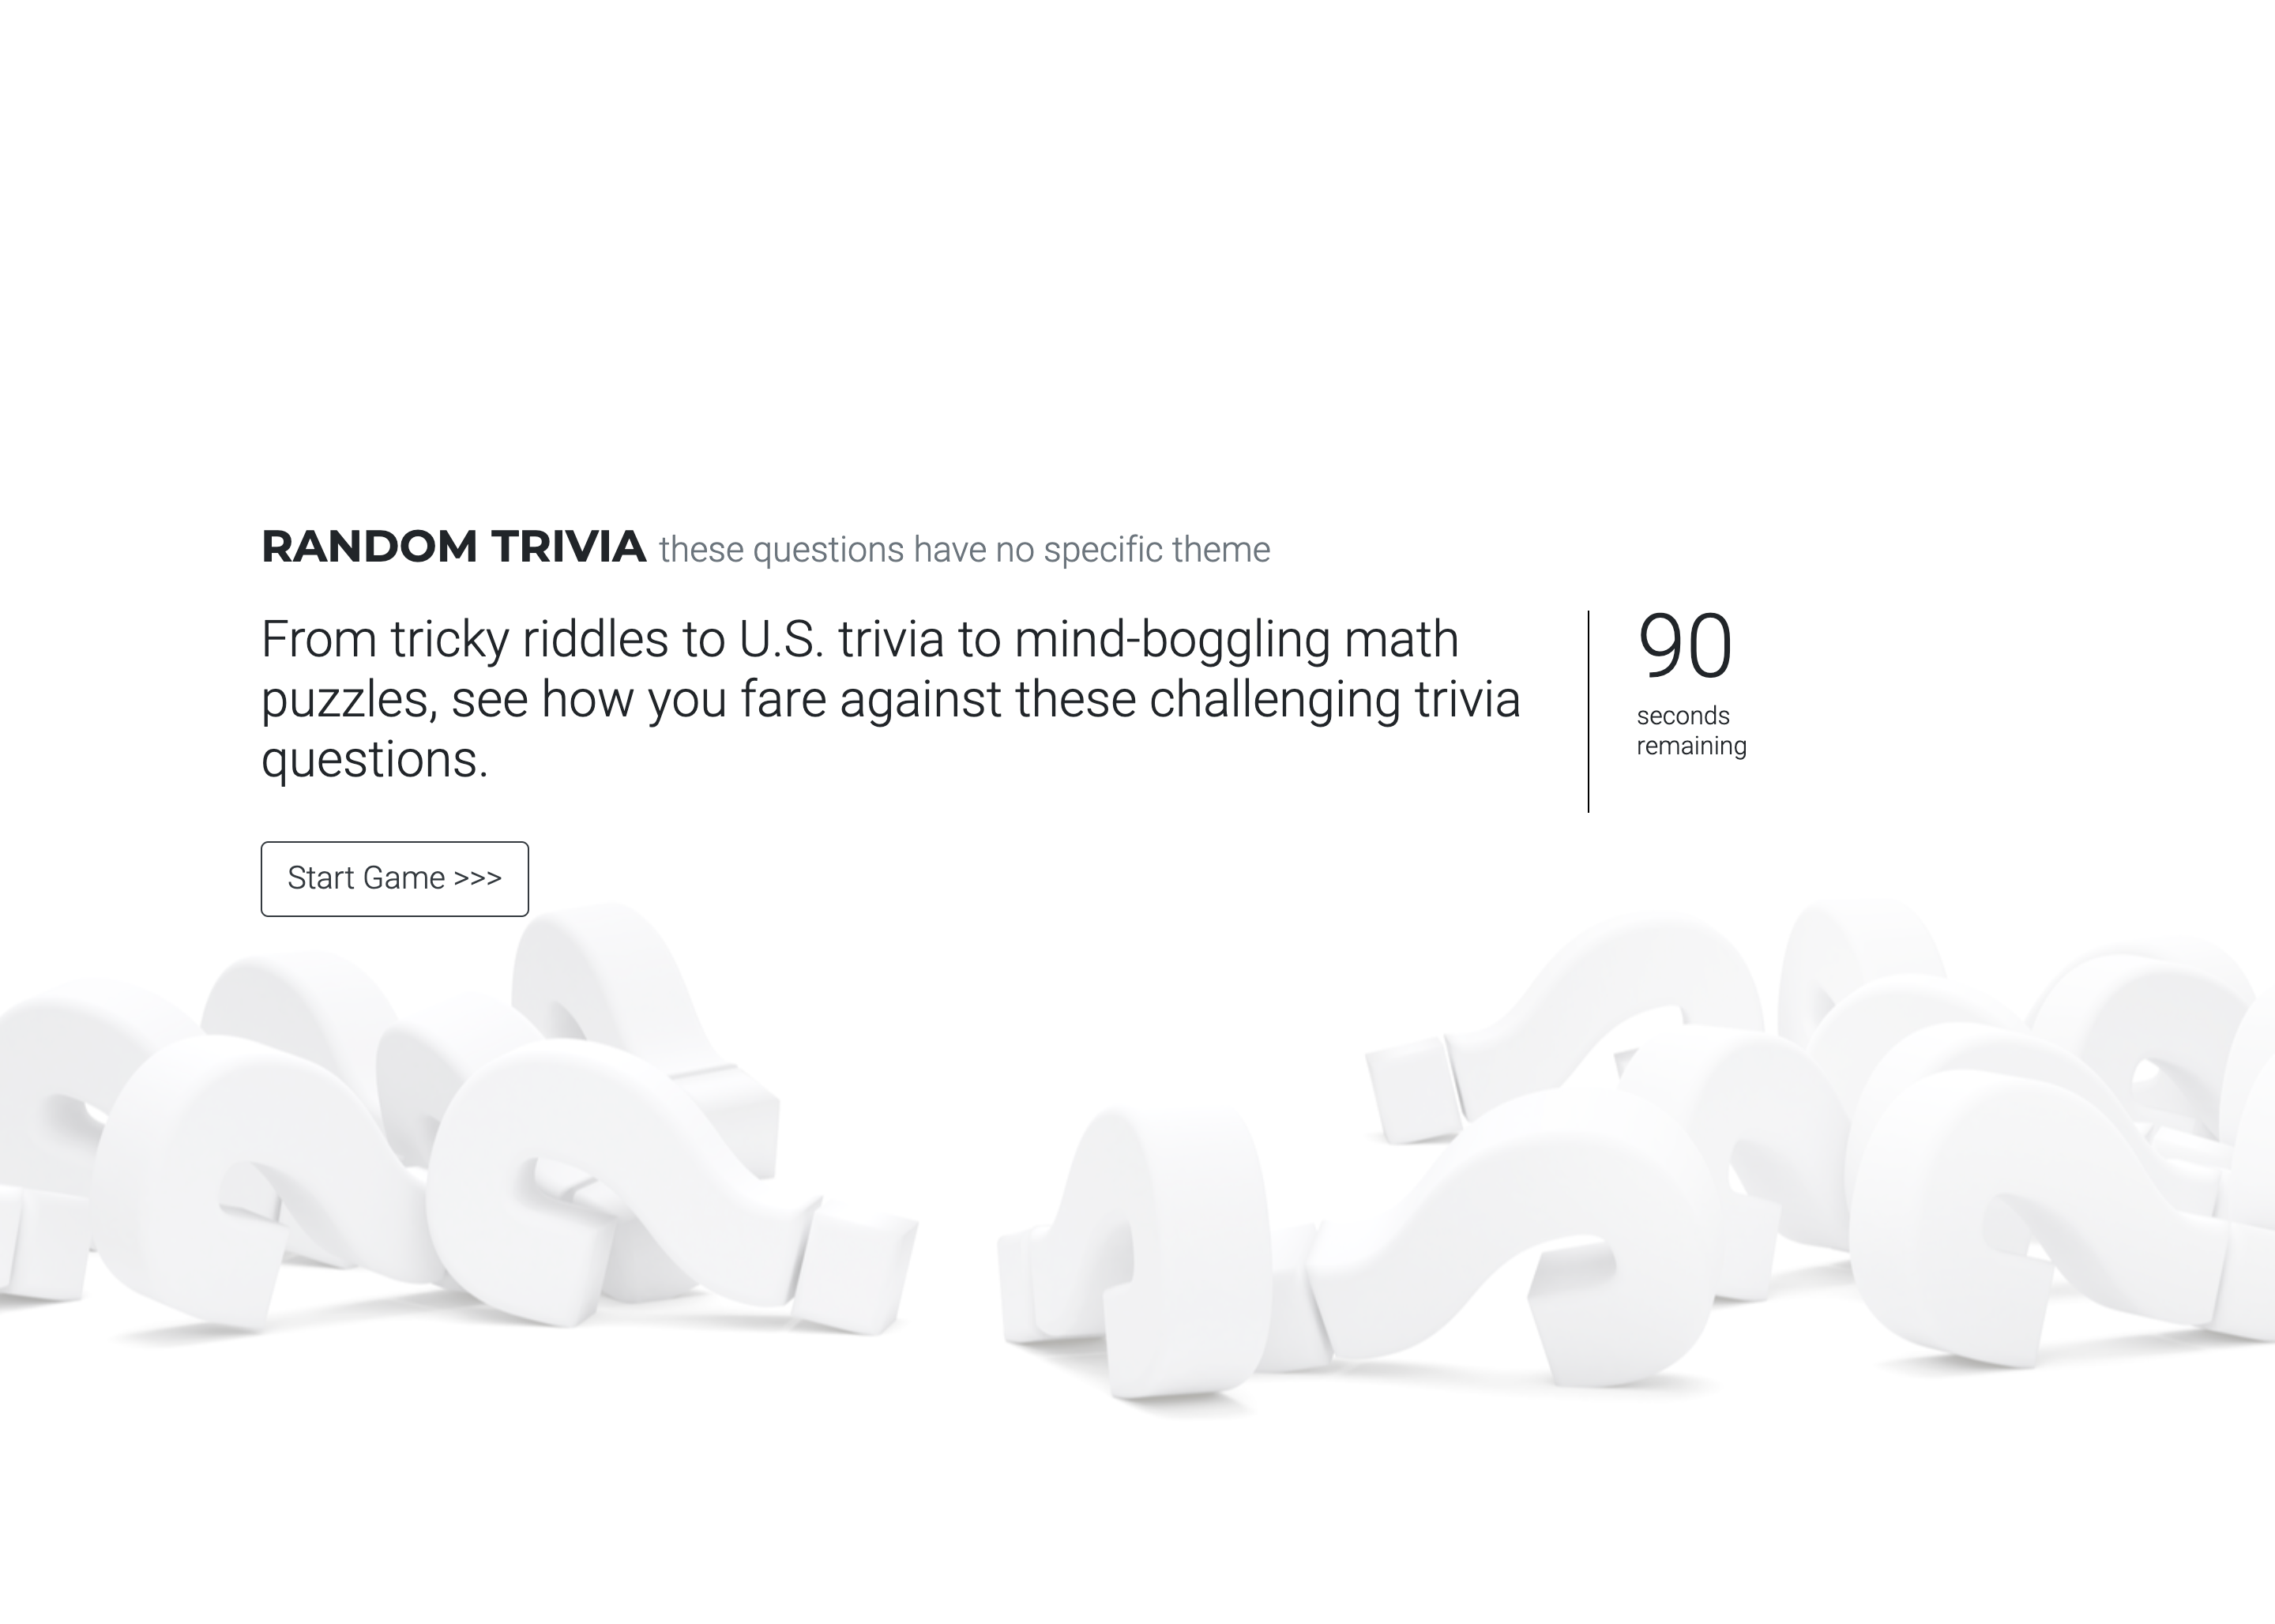 RANDOM TRIVIA these questions have no specific theme
From tricky riddles to U.S. trivia to mind-boggling math
puzzles, see how you fare against these challenging trivia
questions.
90
seconds
remaining
Start Game >>>